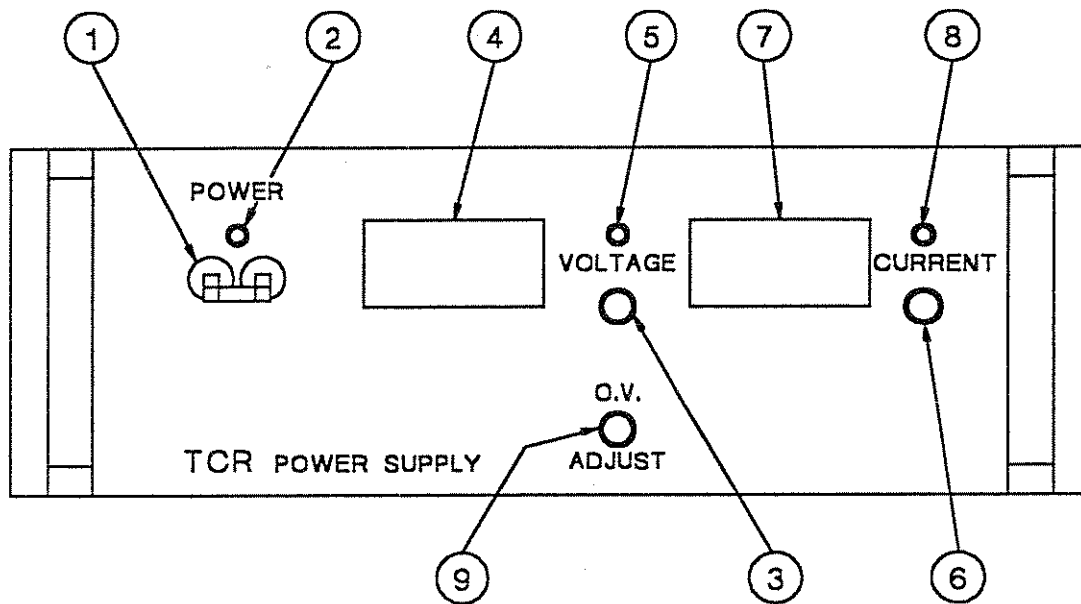 1 2 4 5 7 8
POWER
VOLTAGE
CURRENT
O.V.
ADJUST
TCR POWER SUPPLY
9 3 6